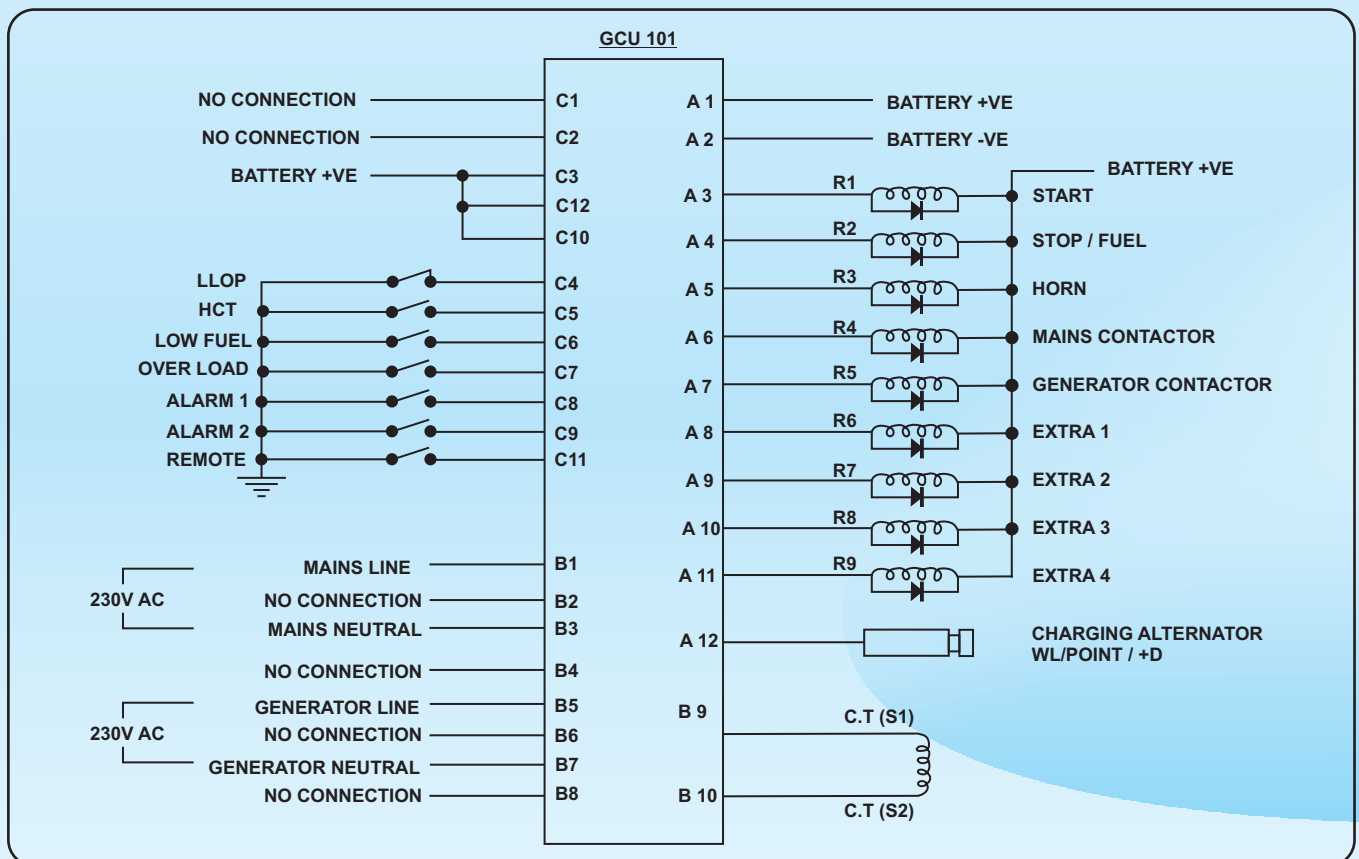 GCU 101
NO CONNECTION
C1
NO CONNECTION
C2
BATTERY +VE
C3
C12
C10
LLOP
C4
HCT
C5
LOW FUEL
C6
OVER LOAD
C7
ALARM 1
C8
ALARM 2
C9
REMOTE
C11
230V AC
MAINS LINE
B1
NO CONNECTION
B2
MAINS NEUTRAL
B3
NO CONNECTION
B4
230V AC
GENERATOR LINE
B5
NO CONNECTION
B6
GENERATOR NEUTRAL
B7
NO CONNECTION
B8
A 1
BATTERY +VE
A 2
BATTERY -VE
BATTERY +VE
A 3
R1
START
A 4
R2
STOP / FUEL
A 5
R3
HORN
A 6
R4
MAINS CONTACTOR
A 7
R5
GENERATOR CONTACTOR
A 8
R6
EXTRA 1
A 9
R7
EXTRA 2
A 10
R8
EXTRA 3
A 11
R9
EXTRA 4
A 12
CHARGING ALTERNATOR
WL/POINT / +D
B 9
C.T (S1)
B 10
C.T (S2)